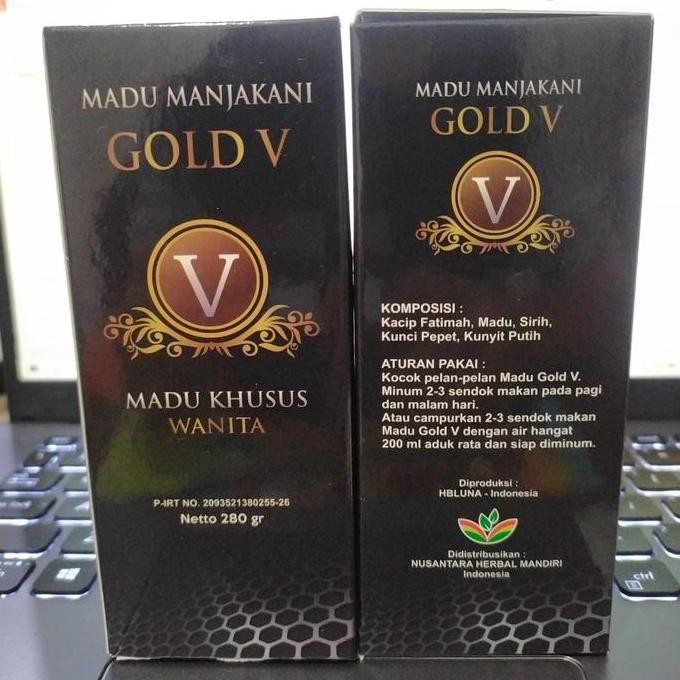 MADU MANJAKANI
GOLD V
V
MADU KHUSUS
WANITA
P-IRT NO. 2093521380255-26
Netto 280 gr
MADU MANJAKANI
GOLD V
V
KOMPOSISI :
Kacip Fatimah, Madu, Sirih,
Kunci Pepet, Kunyit Putih
ATURAN PAKAI :
Kocok pelan-pelan Madu Gold V.
Minum 2-3 sendok makan pada pagi
dan malam hari.
Atau campurkan 2-3 sendok makan
Madu Gold V dengan air hangat
200 ml aduk rata dan siap diminum.
Diproduksi :
HBLUNA - Indonesia
Didistribusikan :
NUSANTARA HERBAL MANDIRI
Indonesia
ctrl